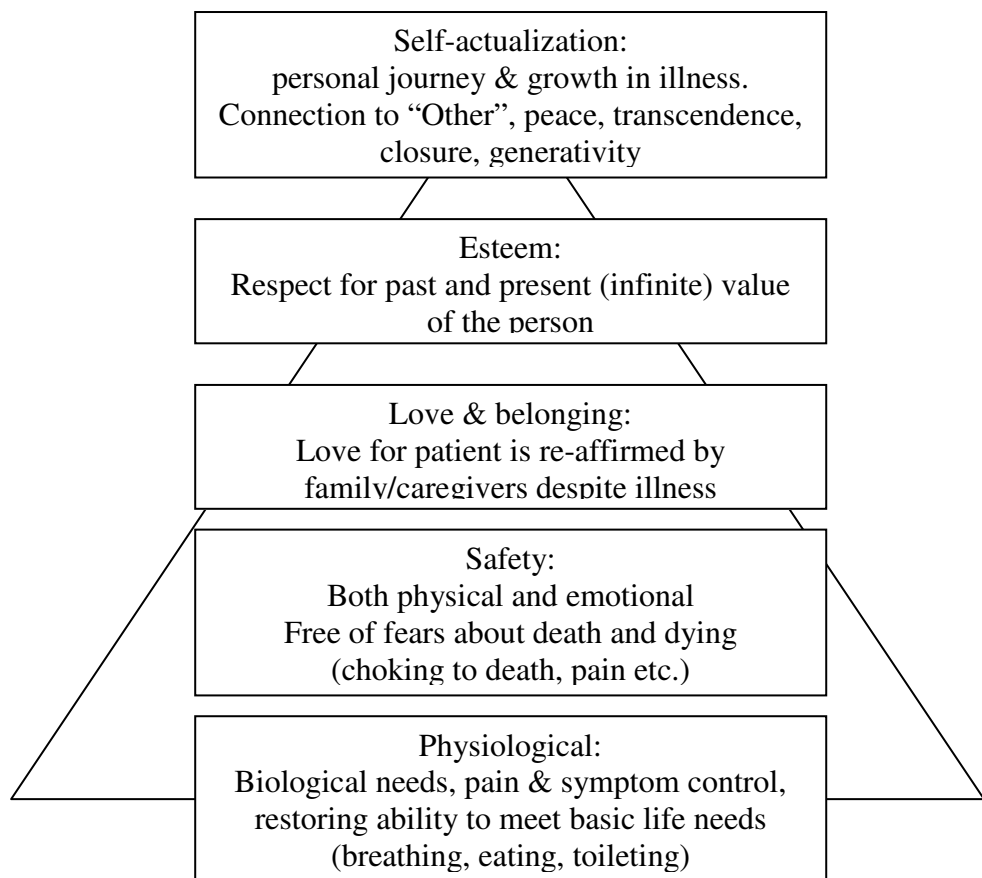 Self-actualization:
personal journey & growth in illness.
Connection to “Other”, peace, transcendence,
closure, generativity
Esteem:
Respect for past and present (infinite) value
of the person
Love & belonging:
Love for patient is re-affirmed by
family/caregivers despite illness
Safety:
Both physical and emotional
Free of fears about death and dying
(choking to death, pain etc.)
Physiological:
Biological needs, pain & symptom control,
restoring ability to meet basic life needs
(breathing, eating, toileting)